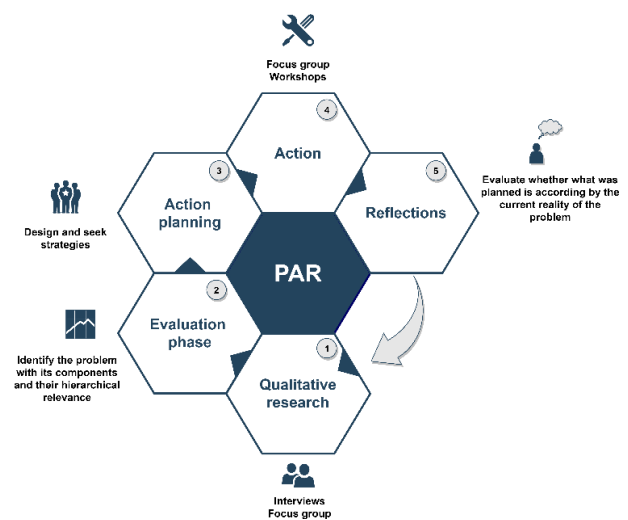 Focus group
Workshops
4
Action
3
Action
planning
5
Reflections
Evaluate whether what was
planned is according by the
current reality of the
problem
Design and seek
strategies
PAR
2
Evaluation
phase
Identify the problem
with its components
and their hierarchical
relevance
1
Qualitative
research
Interviews
Focus group